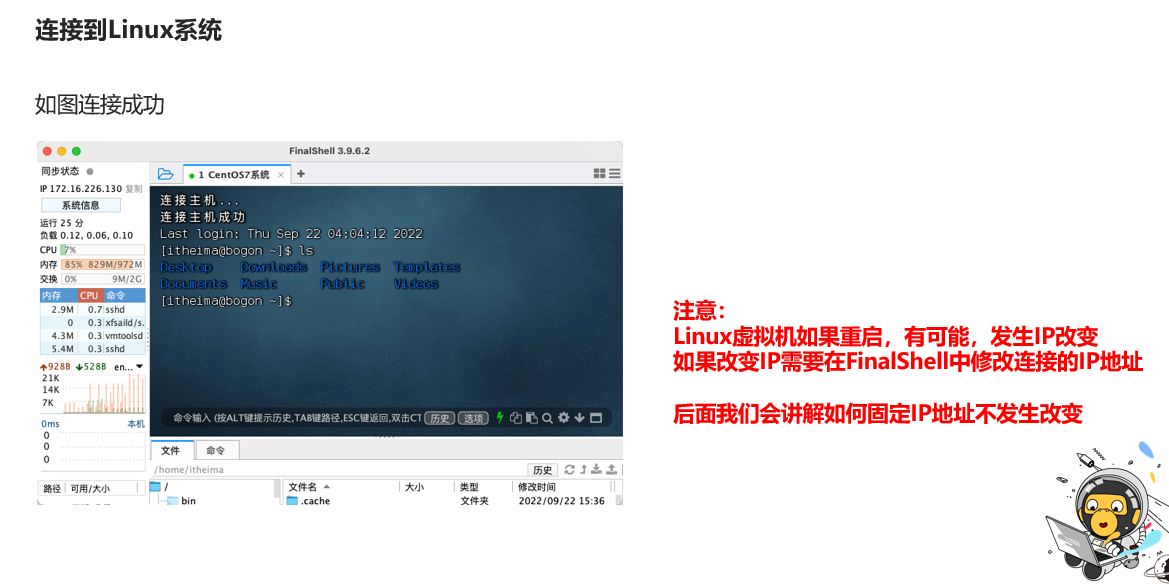 连接到Linux系统
如图连接成功
FinalShell 3.9.6.2
同步状态
IP 172.16.226.130 复制
系统信息
运行 25 分
负载 0.12, 0.06, 0.10
CPU 7%
内存 85% 829M/972M
交换 0% 9M/2G
内存 CPU 命令
2.9M 0.7 sshd
0 0.3 xfsaild/s.
4.3M 0.3 vmtoolsd
5.4M 0.3 sshd
928B 528B en...
21K
14K
7K
0ms 本机
0
0
0
路径 可用/大小
1 CentOS7系统
连接主机...
连接主机成功
Last login: Thu Sep 22 04:04:12 2022
[itheima@bogon ~]$ ls
Desktop Downloads Pictures Templates
Documents Music Public Videos
[itheima@bogon ~]$
命令输入 (按ALT键提示历史,TAB键路径,ESC键返回,双击CT 历史 选项
文件 命令
/home/itheima 历史
/ 文件名 大小 类型 修改时间
bin .cache 文件夹 2022/09/22 15:36
注意：
Linux虚拟机如果重启，有可能，发生IP改变
如果改变IP需要在FinalShell中修改连接的IP地址
后面我们会讲解如何固定IP地址不发生改变